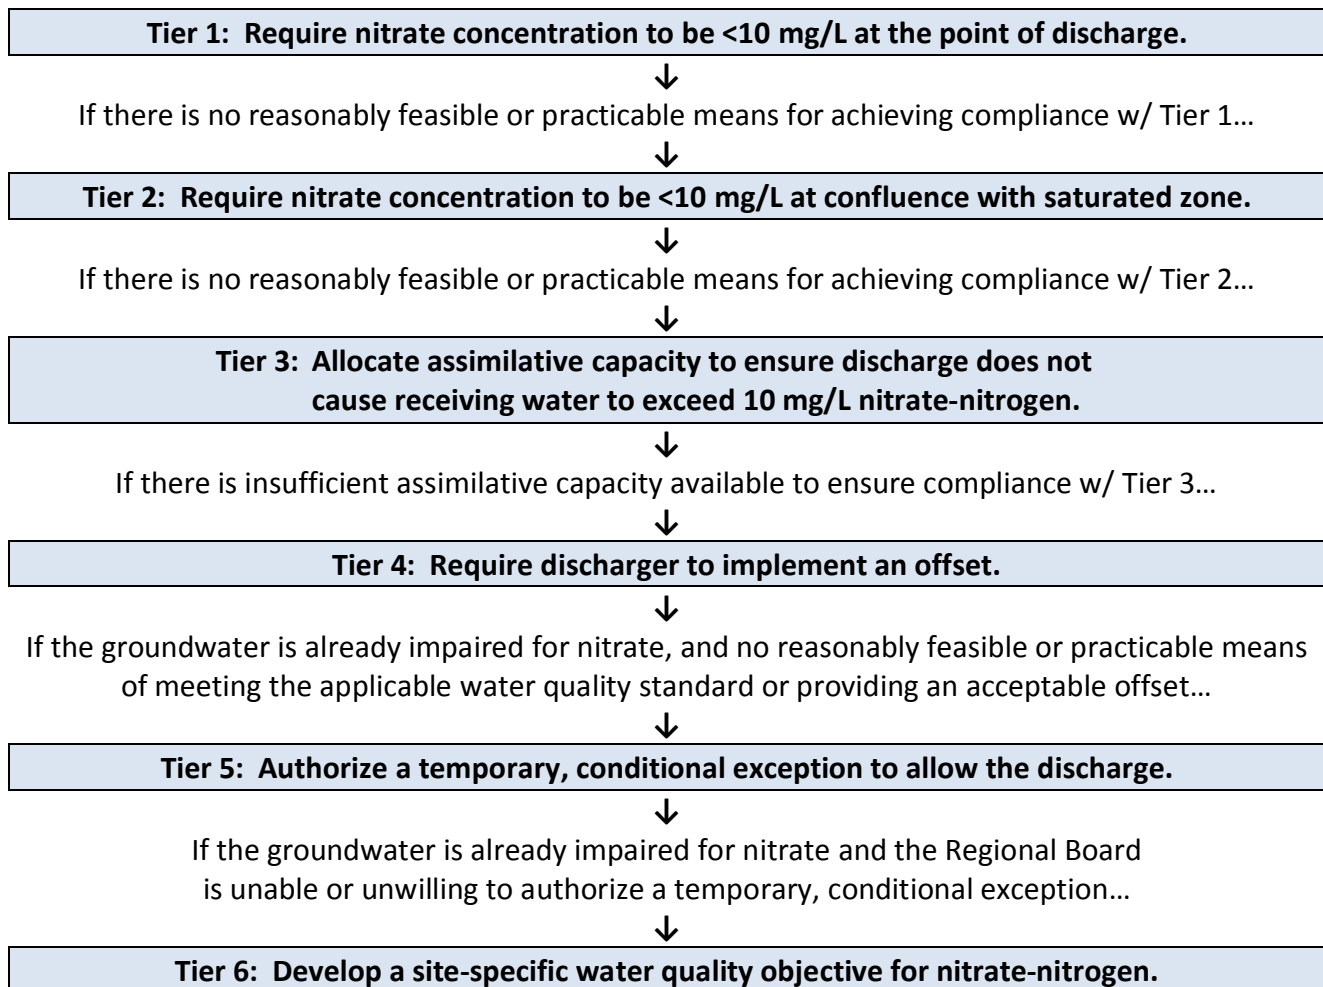 Tier 1:  Require nitrate concentration to be <10 mg/L at the point of discharge.
↓
If there is no reasonably feasible or practicable means for achieving compliance w/ Tier 1…
↓
Tier 2:  Require nitrate concentration to be <10 mg/L at confluence with saturated zone.
↓
If there is no reasonably feasible or practicable means for achieving compliance w/ Tier 2…
↓
Tier 3:  Allocate assimilative capacity to ensure discharge does not
cause receiving water to exceed 10 mg/L nitrate-nitrogen.
↓
If there is insufficient assimilative capacity available to ensure compliance w/ Tier 3…
↓
Tier 4:  Require discharger to implement an offset.
↓
If the groundwater is already impaired for nitrate, and no reasonably feasible or practicable means
of meeting the applicable water quality standard or providing an acceptable offset…
↓
Tier 5:  Authorize a temporary, conditional exception to allow the discharge.
↓
If the groundwater is already impaired for nitrate and the Regional Board
is unable or unwilling to authorize a temporary, conditional exception…
↓
Tier 6:  Develop a site-specific water quality objective for nitrate-nitrogen.